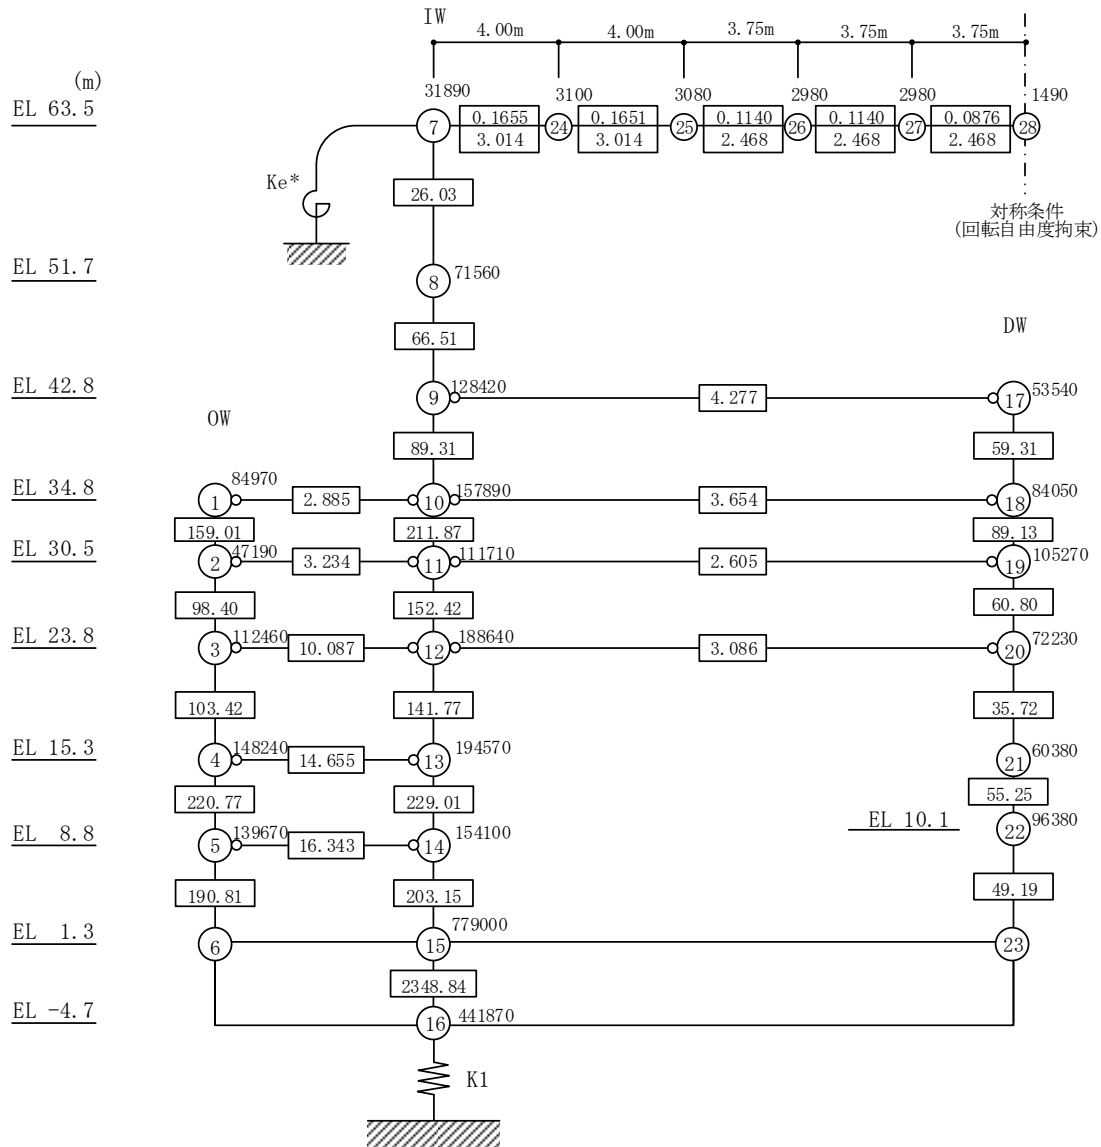 IW
4.00m 4.00m 3.75m 3.75m 3.75m
(m)
31890 3100 3080 2980 2980 1490
EL 63.5
7 0.1655 24 0.1651 25 0.1140 26 0.1140 27 0.0876 28
3.014 3.014 2.468 2.468 2.468
Ke*
26.03
対称条件
(回転自由度拘束)
EL 51.7
8 71560
66.51
DW
EL 42.8
9 128420 4.277 17 53540
OW
89.31 59.31
EL 34.8
1 84970 2.885 10 157890 3.654 18 84050
159.01 211.87 89.13
EL 30.5
2 47190 3.234 11 111710 2.605 19 105270
98.40 152.42 60.80
EL 23.8
3 112460 10.087 12 188640 3.086 20 72230
103.42 141.77 35.72
EL 15.3
4 148240 14.655 13 194570 21 60380
220.77 229.01 55.25
EL 10.1
22 96380
EL 8.8
5 139670 16.343 14 154100
190.81 203.15 49.19
EL 1.3
6 15 779000 23
2348.84
EL -4.7
16 441870
K1